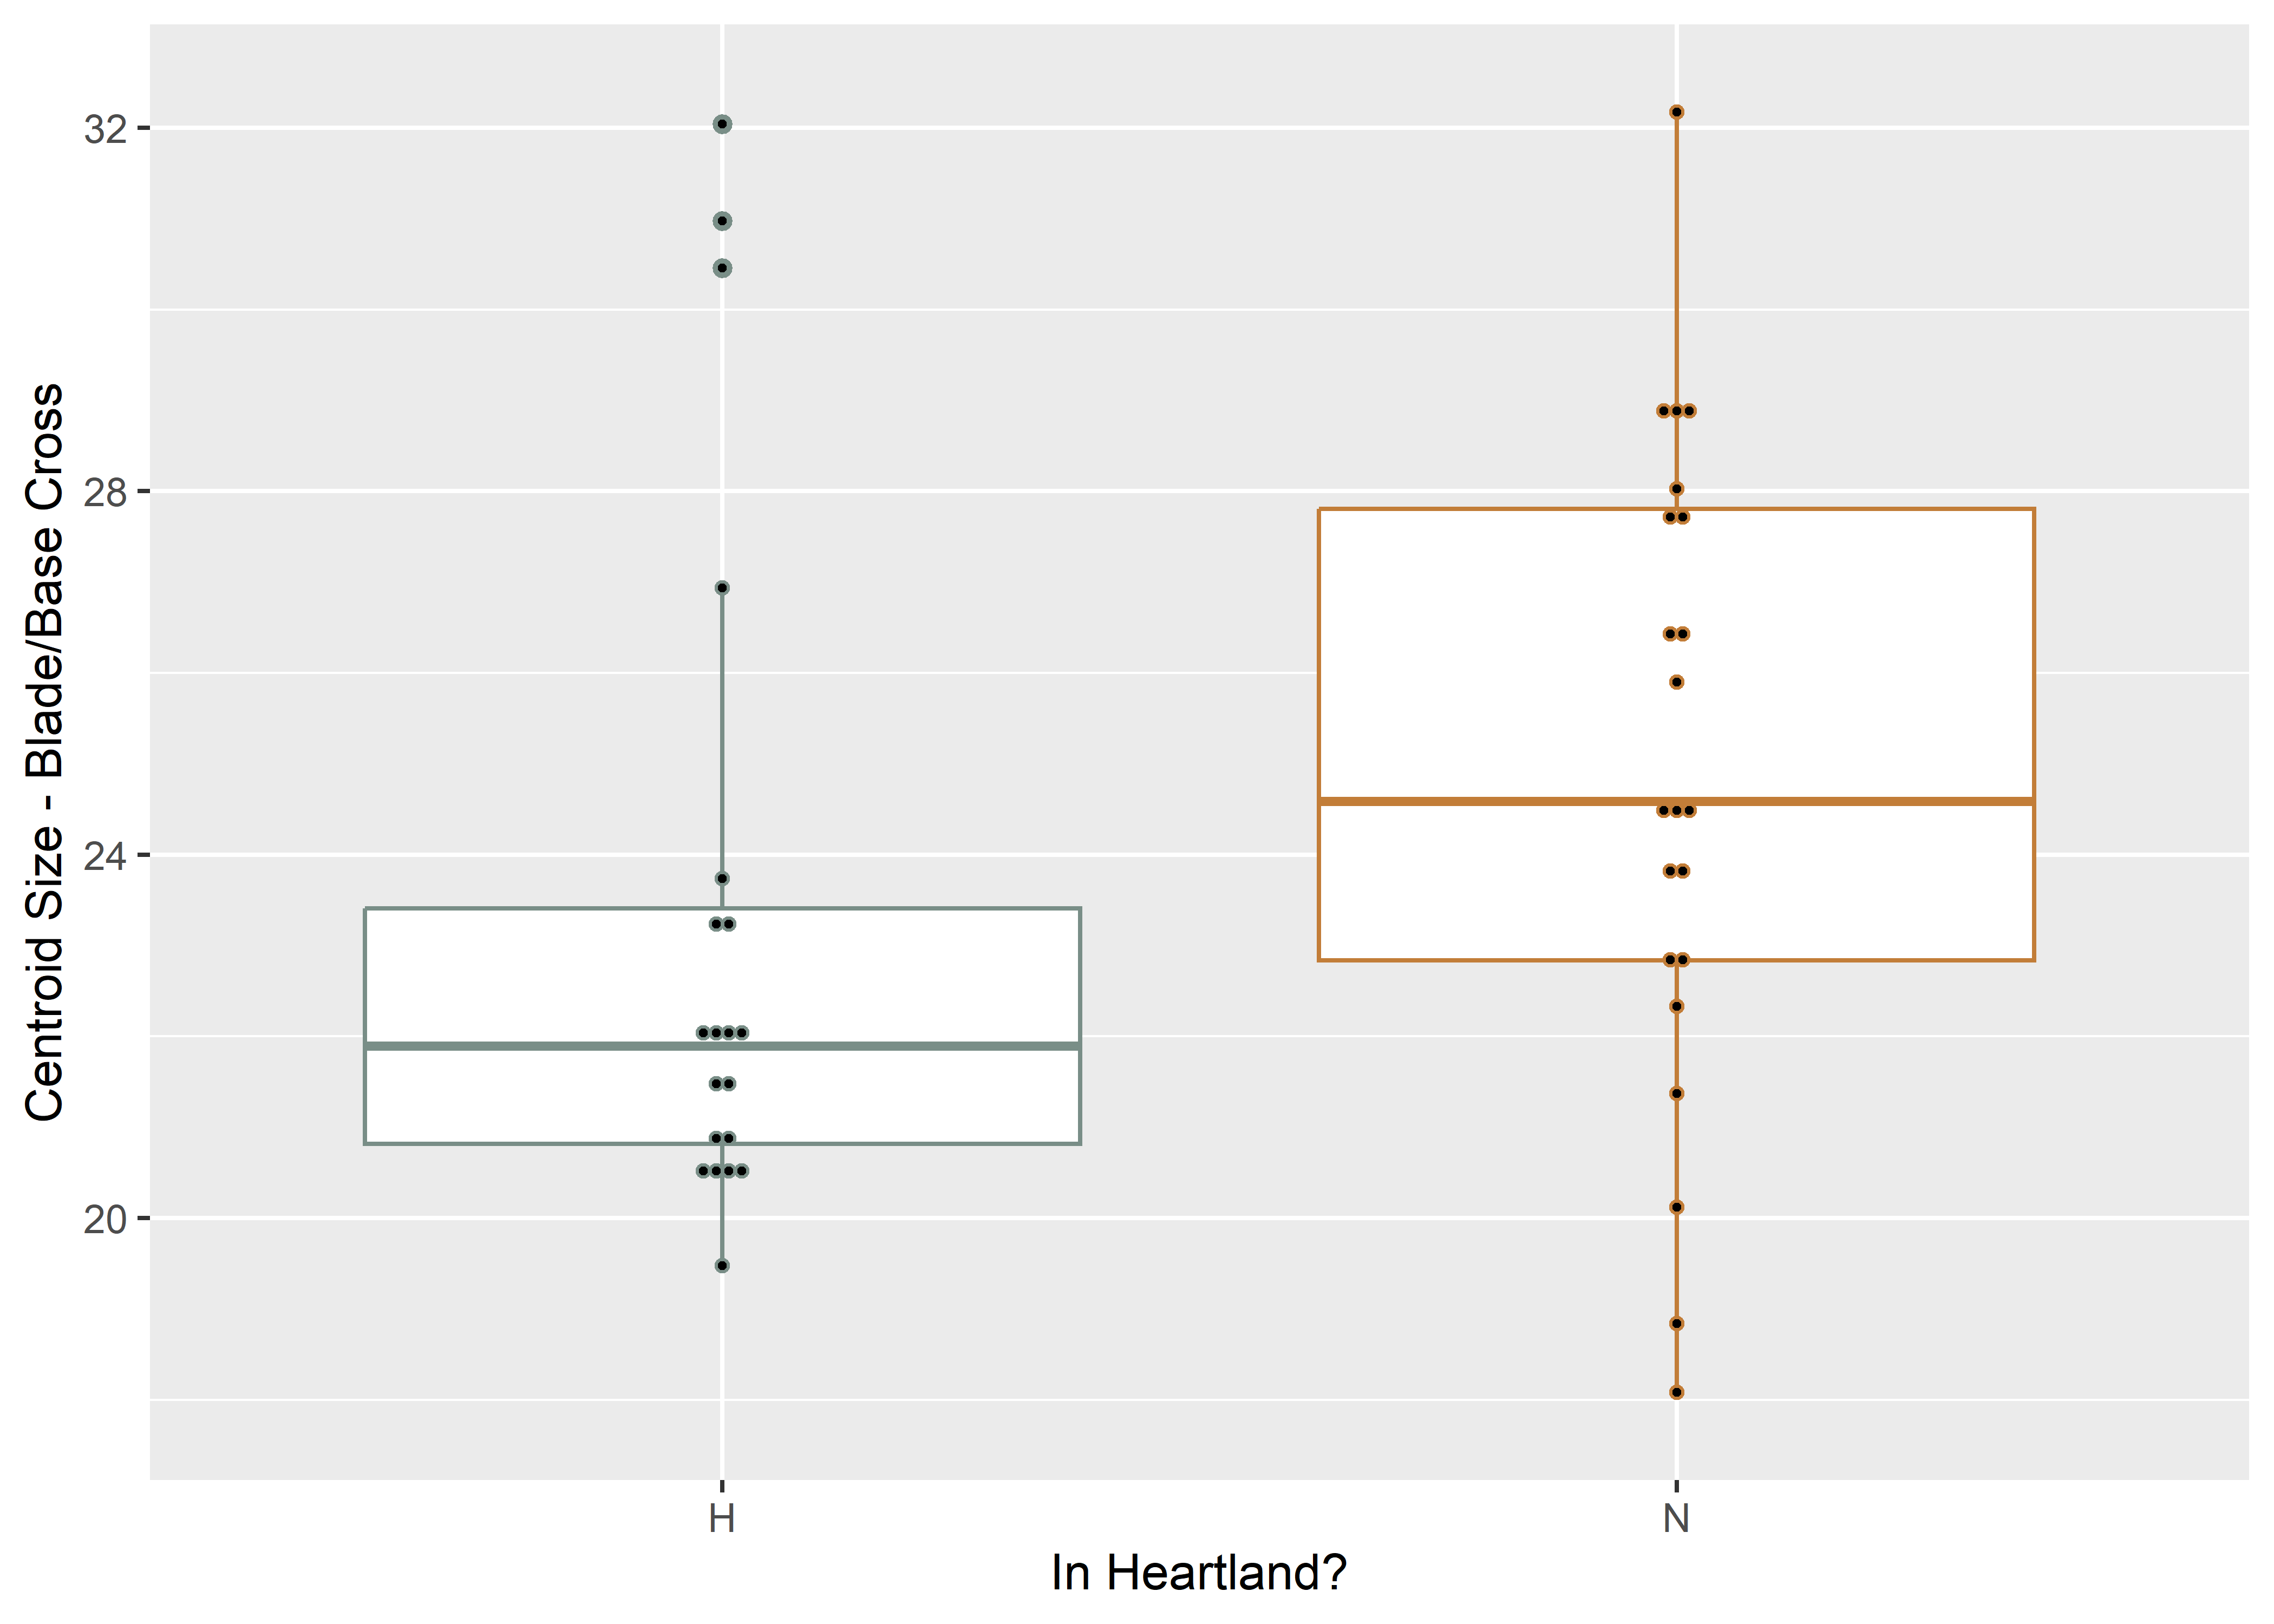 Centroid Size - Blade/Base Cross
32
28
24
20
H
N
In Heartland?